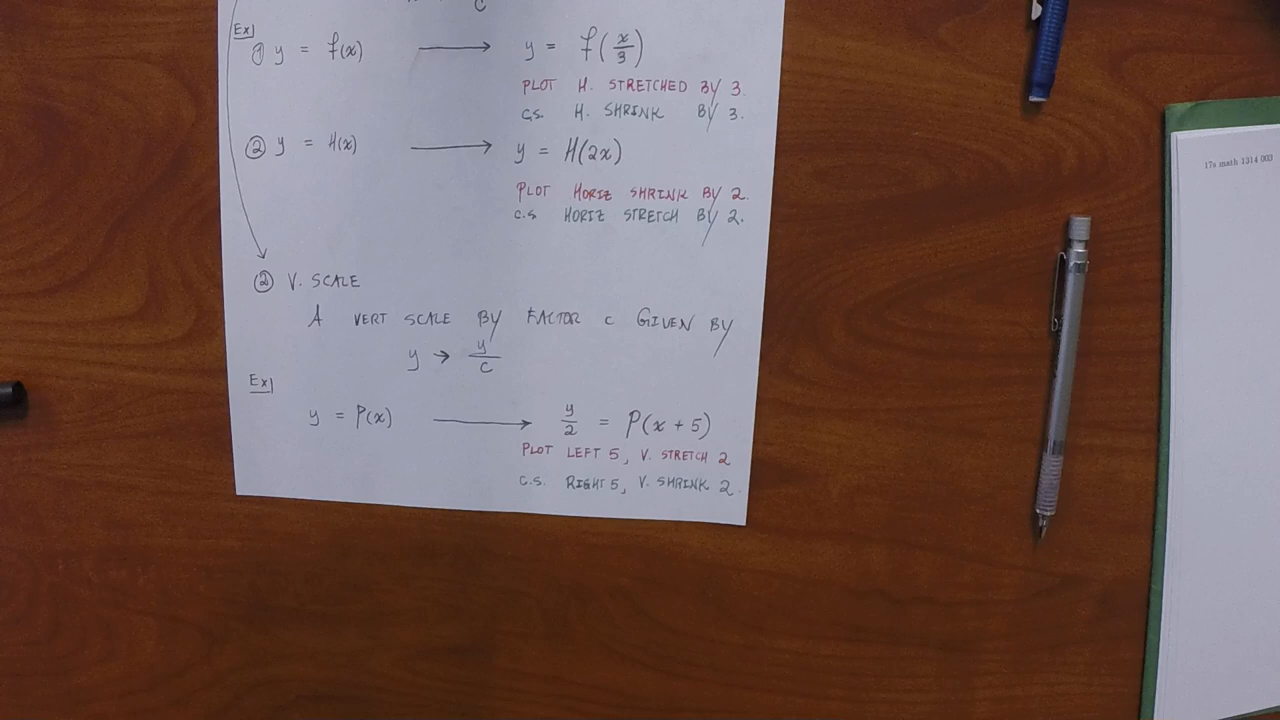 C
Ex)
① y = f(x) → y = f(x/3)
PLOT H. STRETCHED BY 3.
C.S. H. SHRINK BY 3.
② y = H(x) → y = H(2x)
PLOT HORIZ SHRINK BY 2.
C.S HORIZ STRETCH BY 2.
② V. SCALE
A VERT SCALE BY FACTOR C GIVEN BY
y → y/C
Ex)
y = P(x) → y/2 = P(x + 5)
PLOT LEFT 5, V. STRETCH 2
C.S. RIGHT 5, V. SHRINK 2.
17s math 1314 003